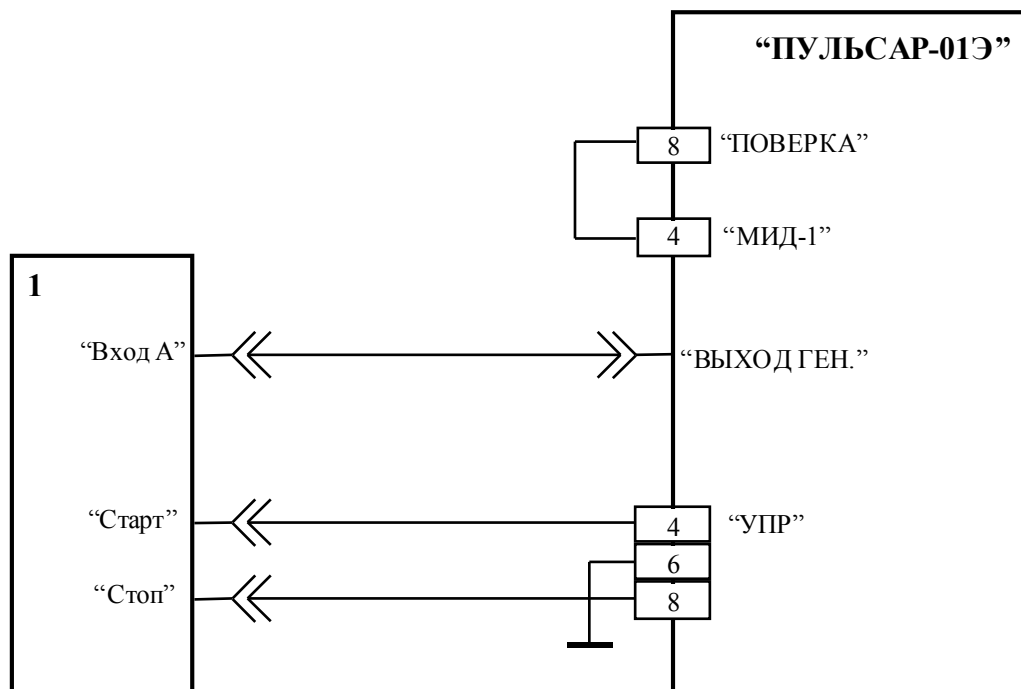 “ПУЛЬСАР-01Э”
8 “ПОВЕРКА”
4 “МИД-1”
1
“Вход А” “ВЫХОД ГЕН.”
“Старт” 4 “УПР”
6
“Стоп” 8